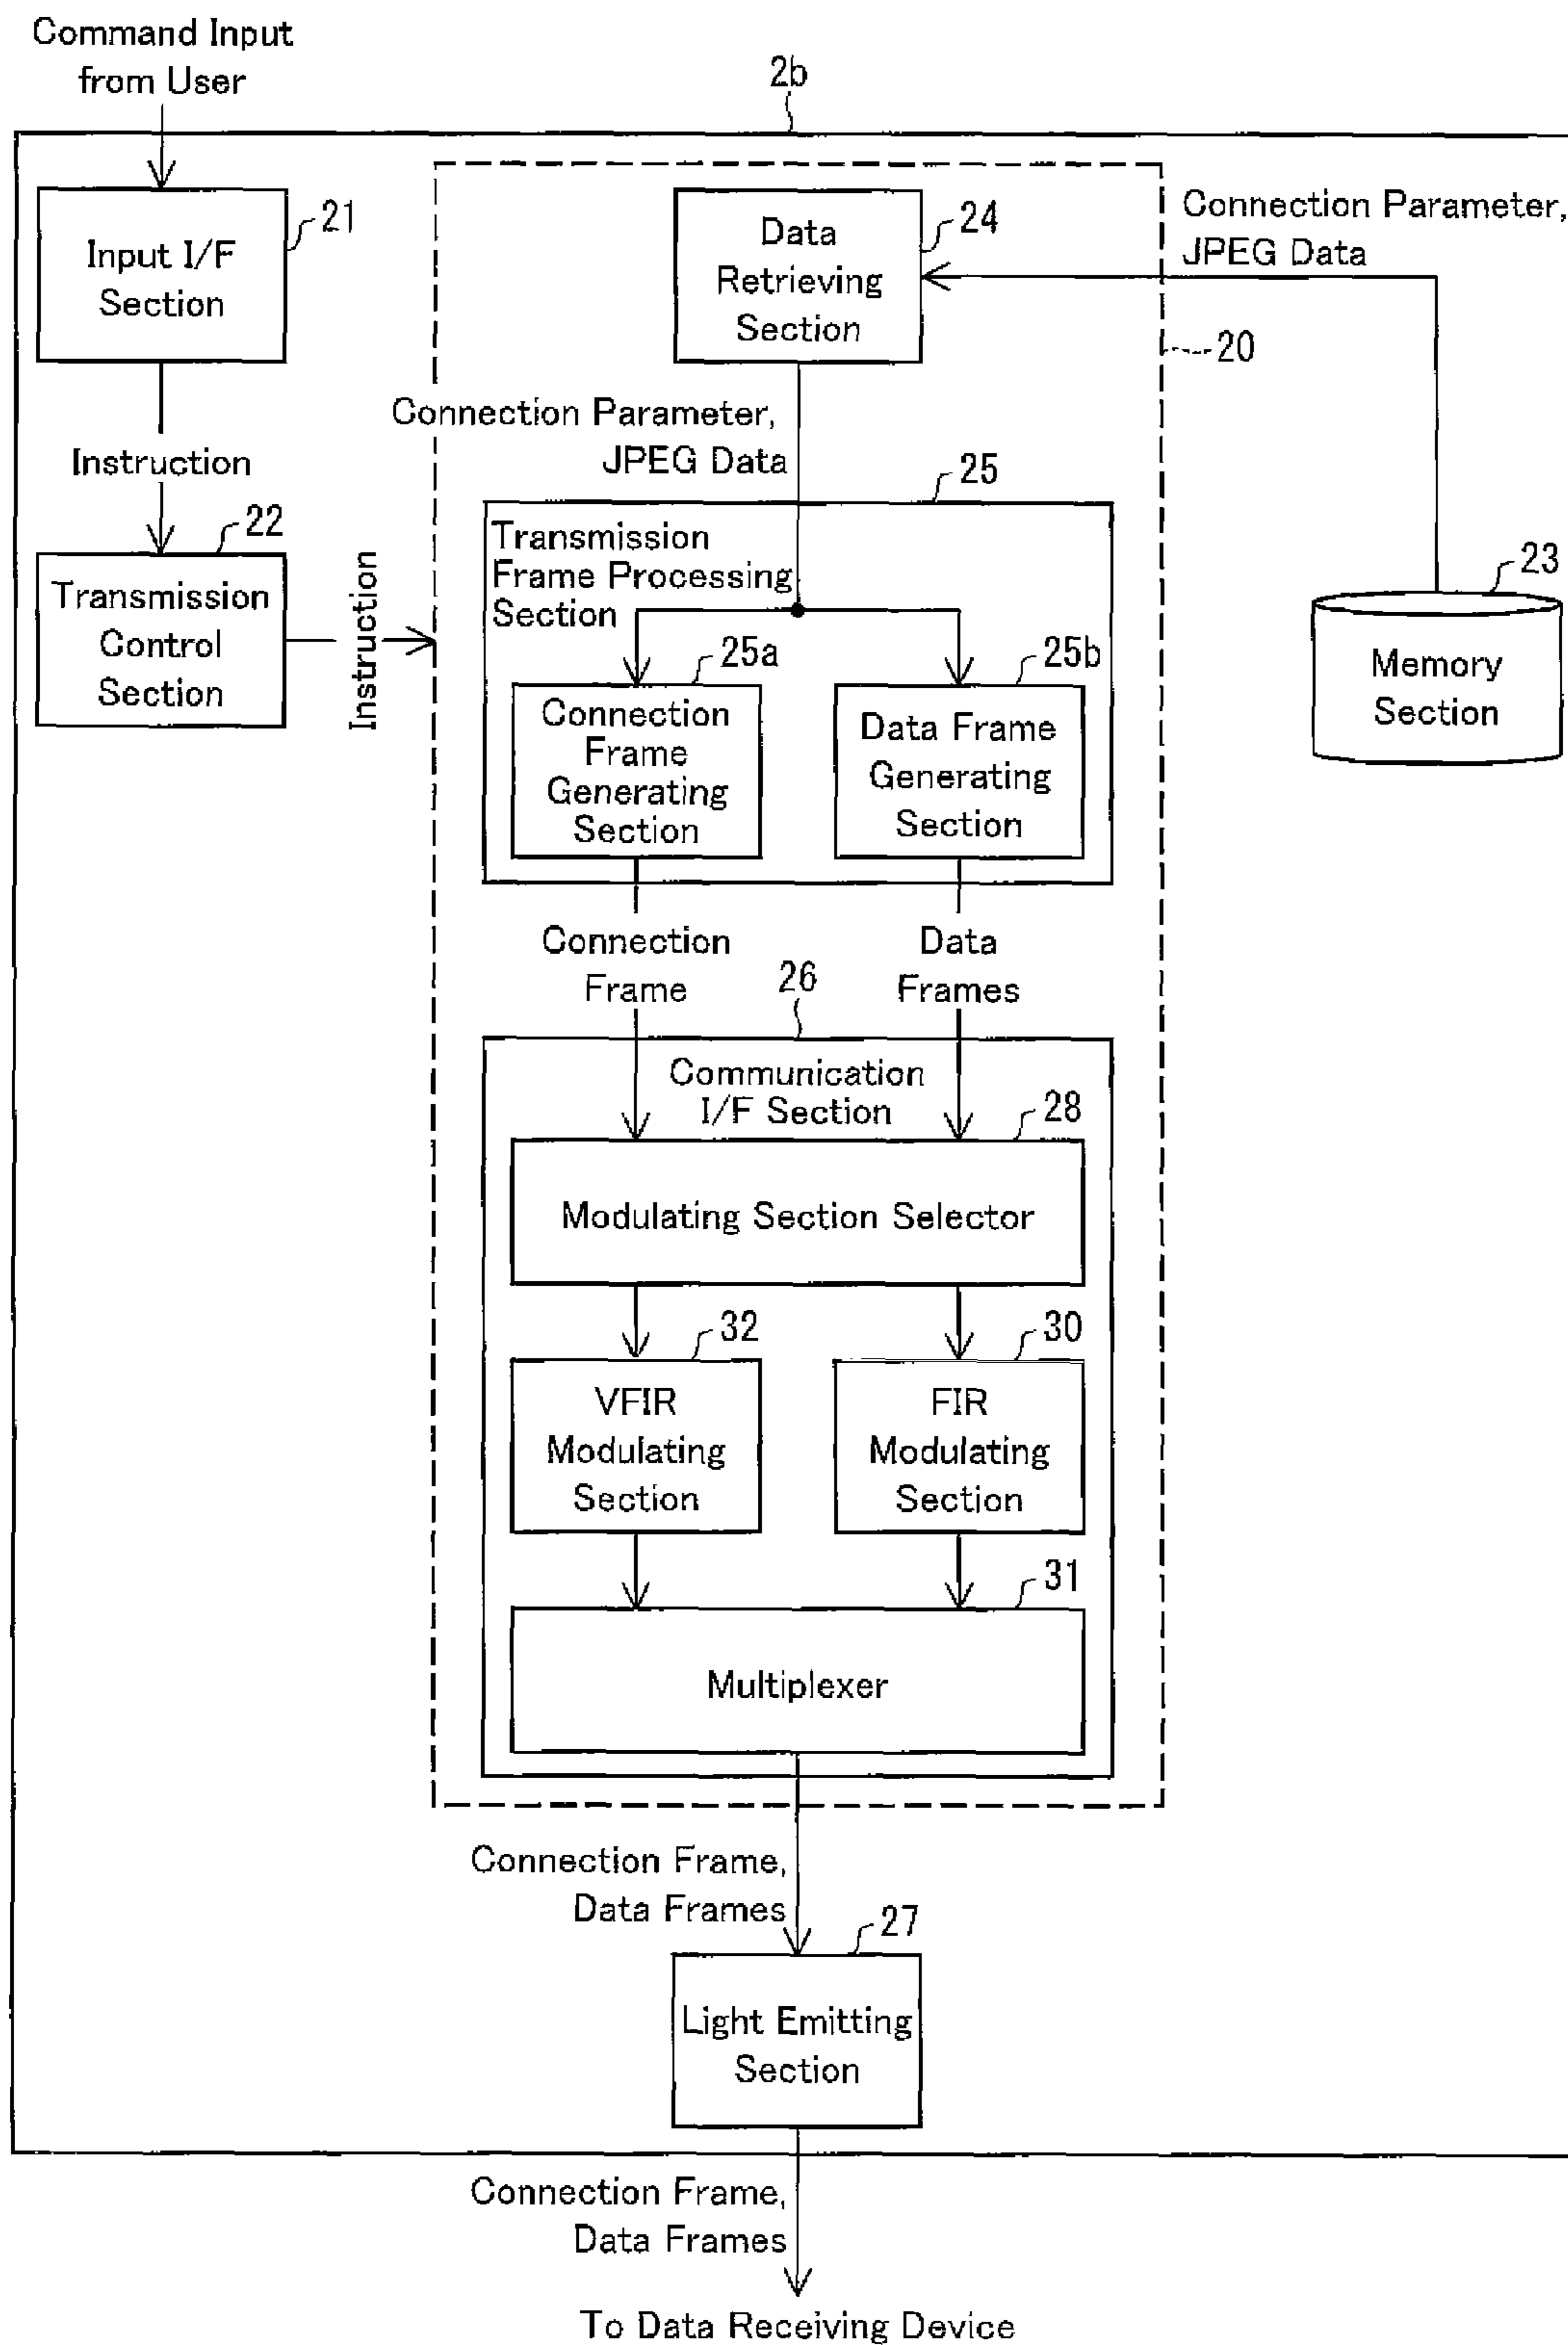 Command Input
from User
2b
21
Input I/F
Section
24
Data
Retrieving
Section
Connection Parameter,
JPEG Data
20
Connection Parameter,
JPEG Data
Instruction
22
Transmission
Control
Section
Instruction
25
Transmission
Frame Processing
Section
23
Memory
Section
25a
Connection
Frame
Generating
Section
25b
Data Frame
Generating
Section
Connection
Frame
Data
Frames
26
Communication
I/F Section
28
Modulating Section Selector
32
VFIR
Modulating
Section
30
FIR
Modulating
Section
31
Multiplexer
Connection Frame,
Data Frames
27
Light Emitting
Section
Connection Frame,
Data Frames
To Data Receiving Device